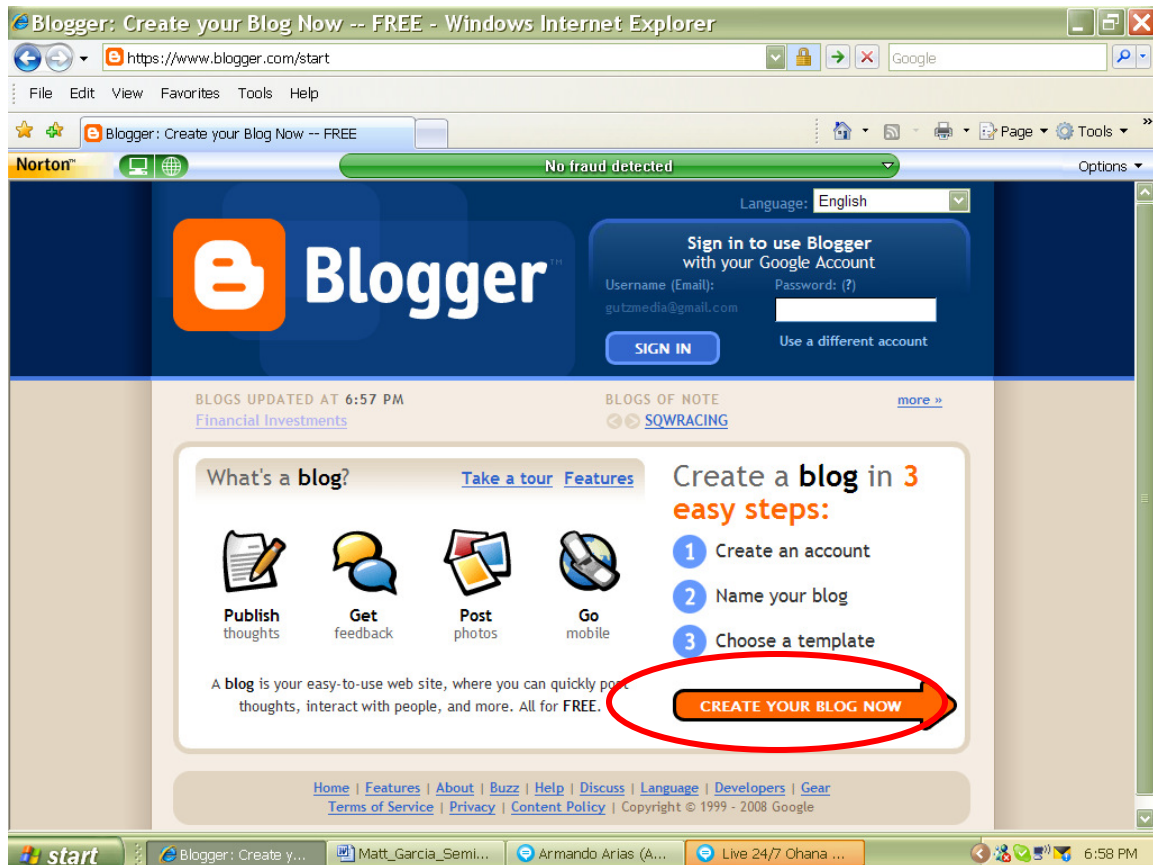 Blogger: Create your Blog Now -- FREE - Windows Internet Explorer
https://www.blogger.com/start
Google
File Edit View Favorites Tools Help
Blogger: Create your Blog Now -- FREE
Page Tools »
Norton™
No fraud detected
Options
Language: English
Blogger™
Sign in to use Blogger
with your Google Account
Username (Email): Password: (?)
gutzmedia@gmail.com
SIGN IN
Use a different account
BLOGS UPDATED AT 6:57 PM
Financial Investments
BLOGS OF NOTE
more »
SQWRACING
What's a blog?
Take a tour Features
Publish
thoughts
Get
feedback
Post
photos
Go
mobile
A blog is your easy-to-use web site, where you can quickly post
thoughts, interact with people, and more. All for FREE.
Create a blog in 3
easy steps:
1 Create an account
2 Name your blog
3 Choose a template
CREATE YOUR BLOG NOW
Home | Features | About | Buzz | Help | Discuss | Language | Developers | Gear
Terms of Service | Privacy | Content Policy | Copyright © 1999 - 2008 Google
start
Blogger: Create y...
Matt_Garcia_Semi...
Armando Arias (A...
Live 24/7 Ohana ...
6:58 PM